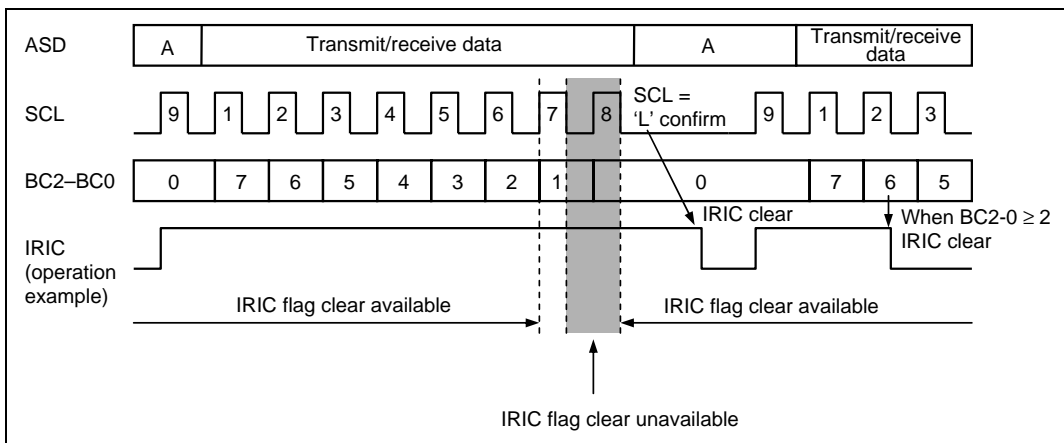 ASD A Transmit/receive data A Transmit/receive data
SCL 9 1 2 3 4 5 6 7 8 SCL = 'L' confirm 9 1 2 3
BC2–BC0 0 7 6 5 4 3 2 1 0 7 6 5
IRIC (operation example) IRIC clear When BC2-0 ≥ 2 IRIC clear
IRIC flag clear available IRIC flag clear available
IRIC flag clear unavailable